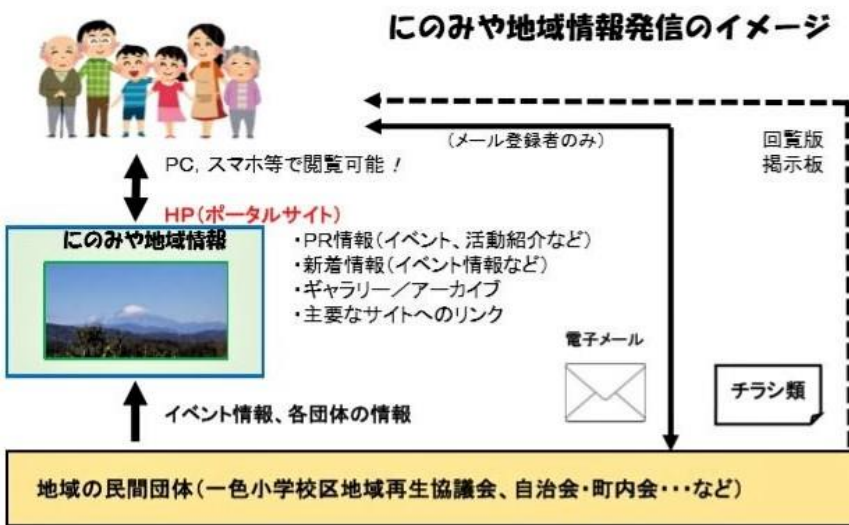 にのみや地域情報発信のイメージ
(メール登録者のみ)
回覧版
掲示板
PC, スマホ等で閲覧可能！
HP(ポータルサイト)
にのみや地域情報
・PR情報(イベント、活動紹介など)
・新着情報(イベント情報など)
・ギャラリー／アーカイブ
・主要なサイトへのリンク
電子メール
チラシ類
イベント情報、各団体の情報
地域の民間団体(一色小学校区地域再生協議会、自治会・町内会・・・など)